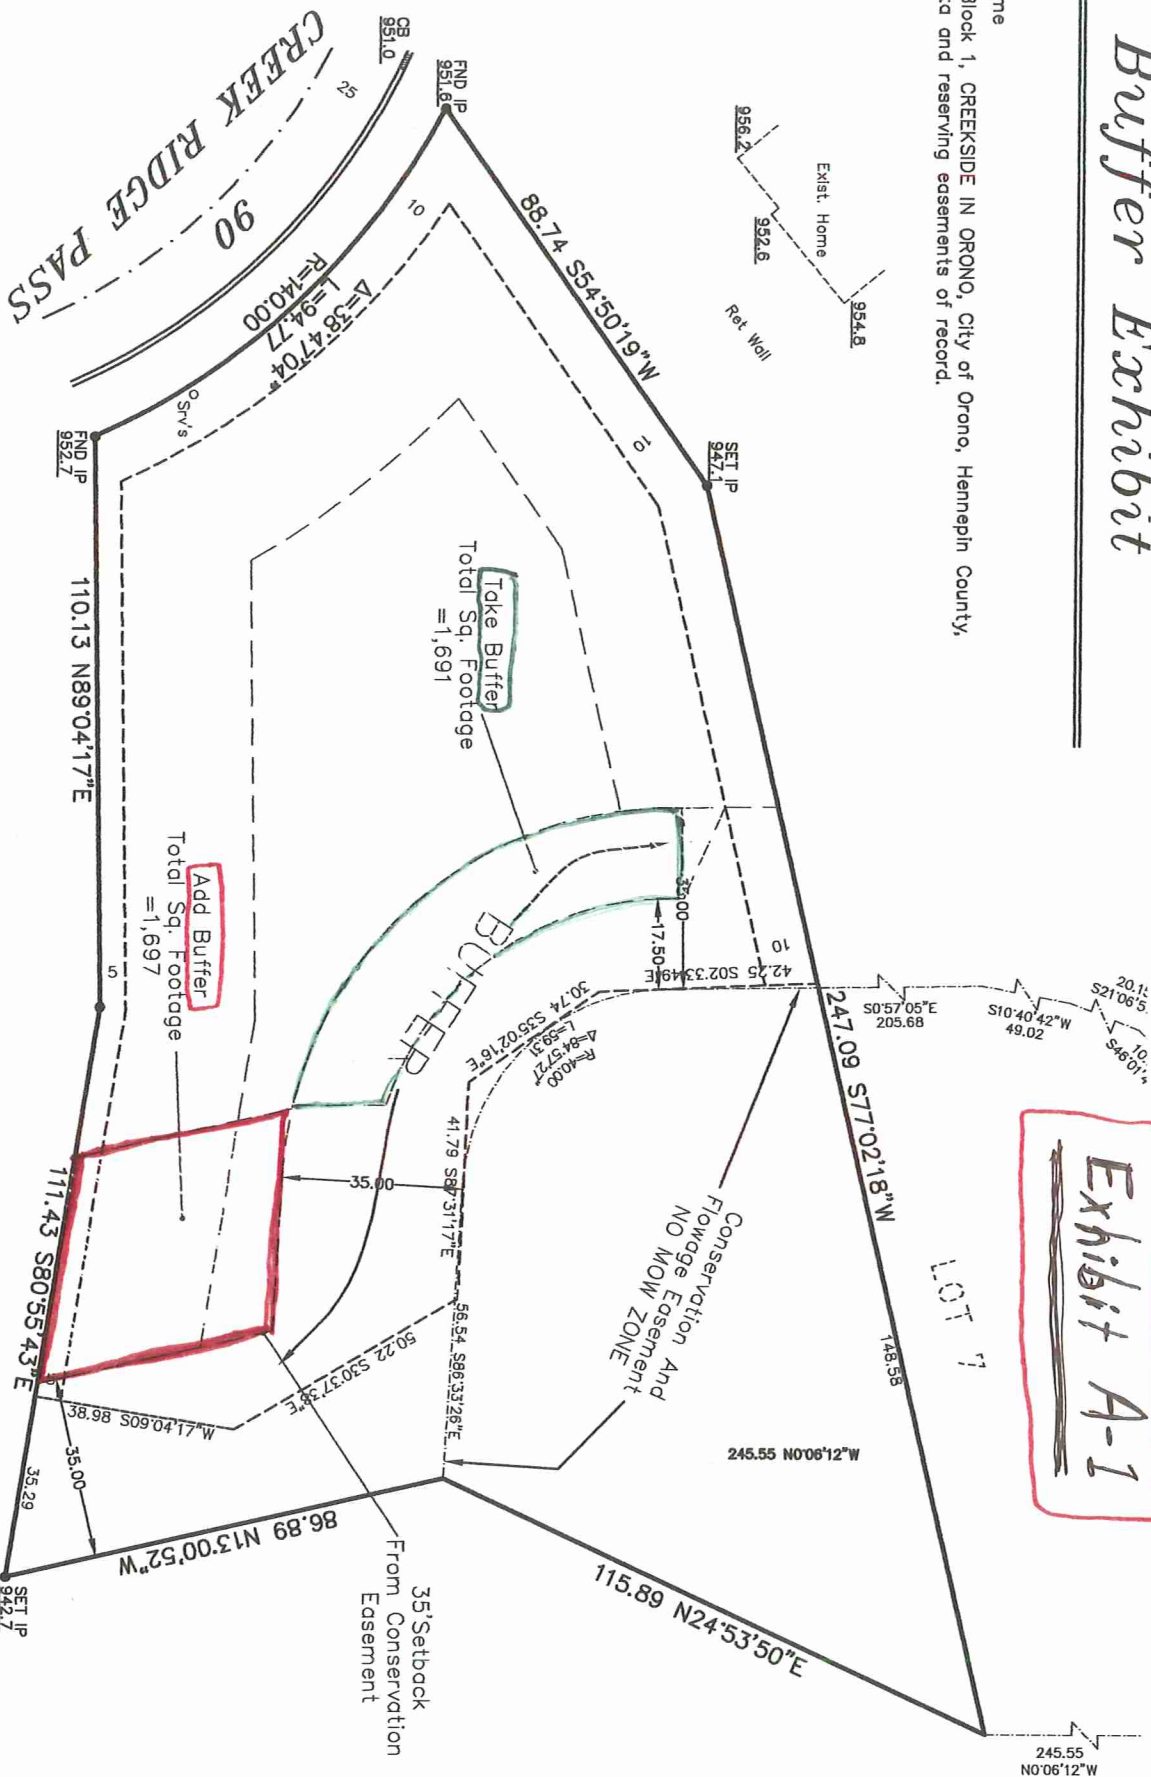 Buffer Exhibit
me
Block 1, CREEKSIDE IN ORONO, City of Orono, Hennepin County,
ta and reserving easements of record.
Exhibit A-1
956.2
Exist. Home
952.6
954.8
Ret Wall
CB
951.0
FND IP
951.6
CREEK RIDGE PASS
25
90
10
88.74 S54°50'19"W
SET IP
947.1
10
Δ=38°47'04"
L=94.77
R=140.00
Srv's
FND IP
952.7
110.13 N89°04'17"E
Take Buffer
Total Sq. Footage
=1,691
Add Buffer
Total Sq. Footage
=1,697
5
BUFFER
35.00
17.50
10
42.25 S02°33'49"E
30.74 S35°02'16"E
R=40.00
Δ=84°57'27"
L=59.31
41.79 S87°31'17"E
35.00
56.54 S86°33'26"E
50.22 S30°37'38"E
38.98 S09°04'17"W
111.43 S80°55'43"E
35.00
35.29
SET IP
942.7
86.89 N13°00'52"W
35'Setback
From Conservation
Easement
115.89 N24°53'50"E
Conservation And
Flowage Easement
NO MOW ZONE
247.09 S77°02'18"W
148.58
LOT 7
245.55 N0°06'12"W
S0°57'05"E
205.68
S10°40'42"W
49.02
245.55
N0°06'12"W